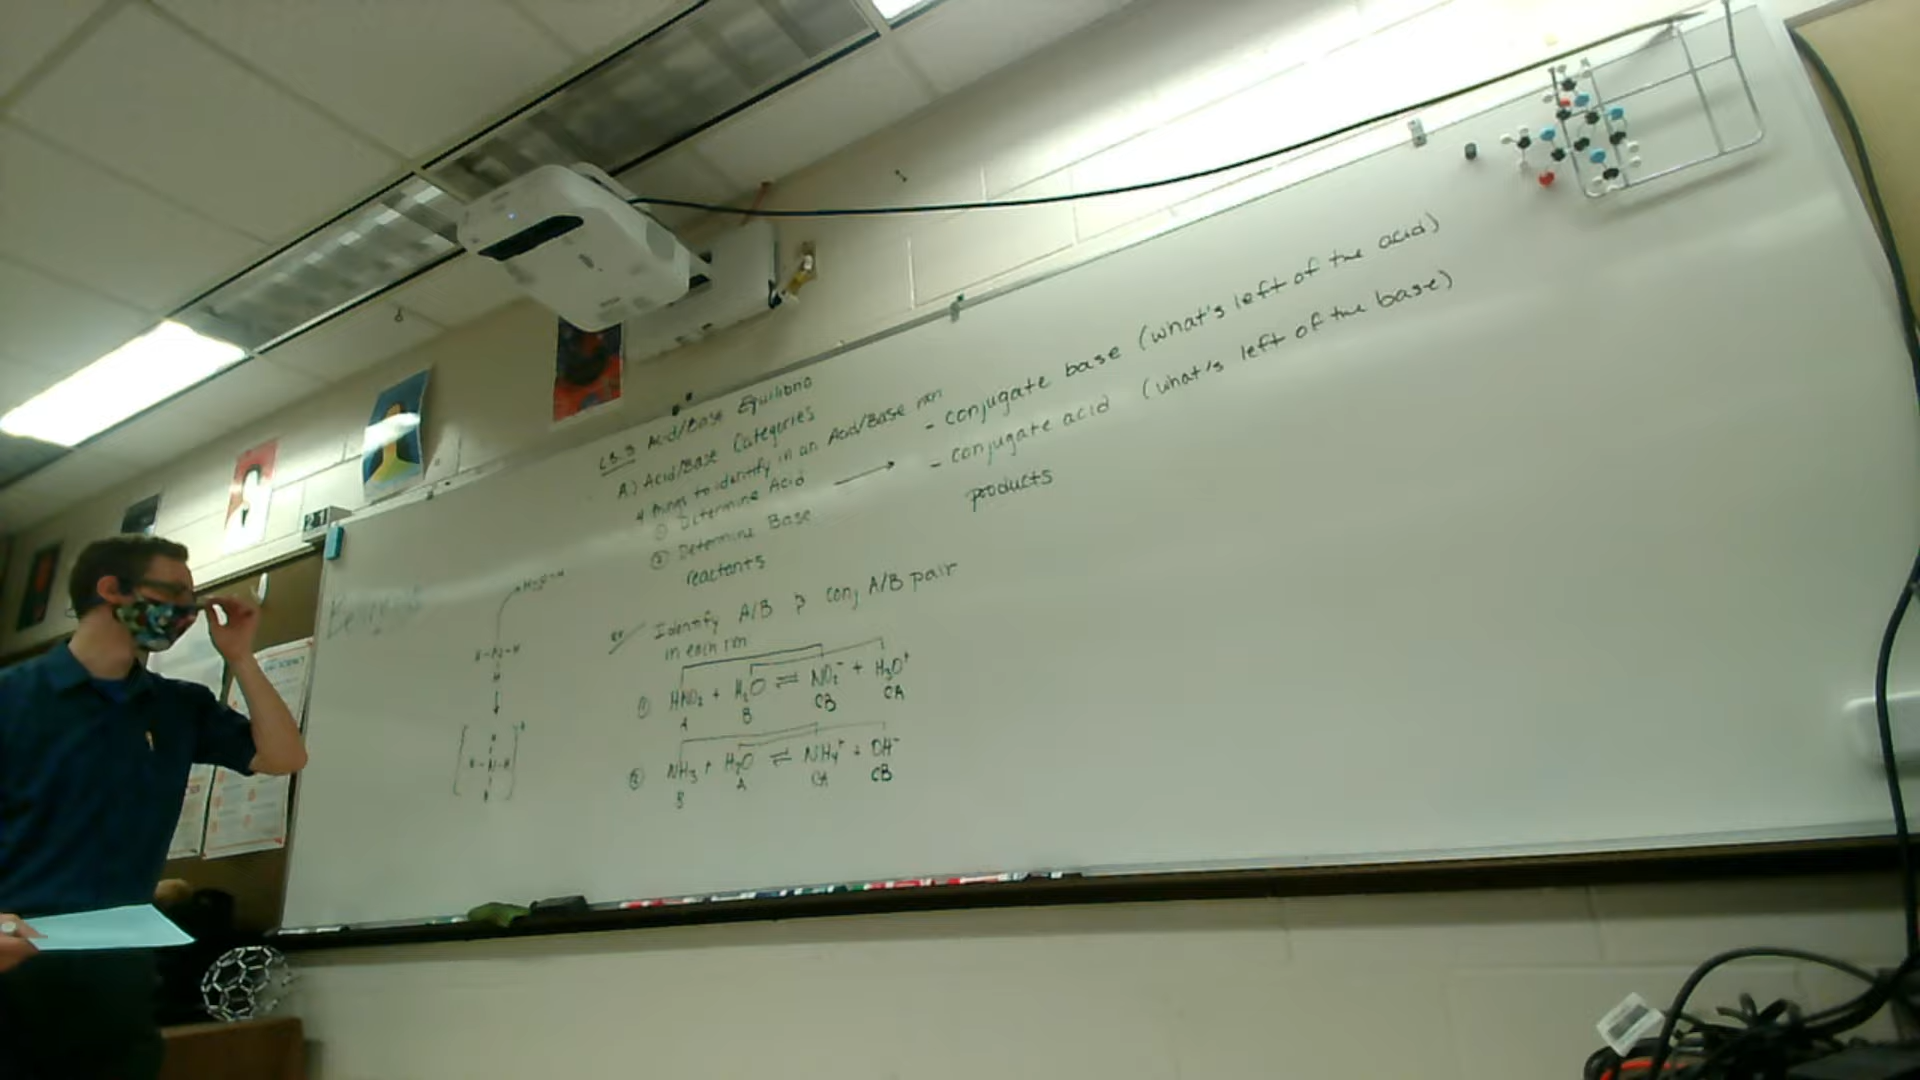 L3.3 Acid/Base Equilibria
A.) Acid/Base Categories
4 things to identify in an Acid/Base rxn
① Determine Acid → - conjugate base (what's left of the acid)
② Determine Base - conjugate acid (what's left of the base)
reactants products
ex Identify A/B & conj A/B pair
in each rxn
① HNO₂ + H₂O ⇌ NO₂⁻ + H₃O⁺
A B CB CA
② NH₃ + H₂O ⇌ NH₄⁺ + OH⁻
B A CA CB
H-N-H
H
H
H-N-H
H